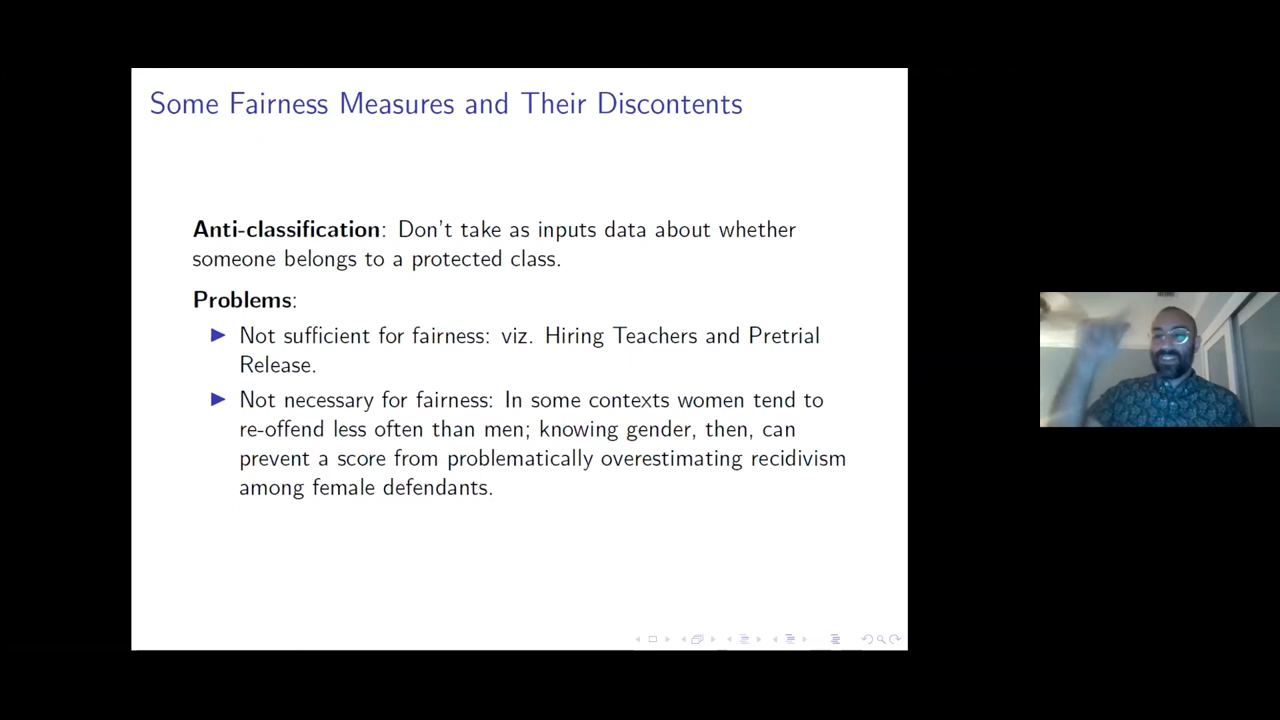 Some Fairness Measures and Their Discontents
Anti-classification: Don't take as inputs data about whether
someone belongs to a protected class.
Problems:
▶ Not sufficient for fairness: viz. Hiring Teachers and Pretrial
Release.
▶ Not necessary for fairness: In some contexts women tend to
re-offend less often than men; knowing gender, then, can
prevent a score from problematically overestimating recidivism
among female defendants.